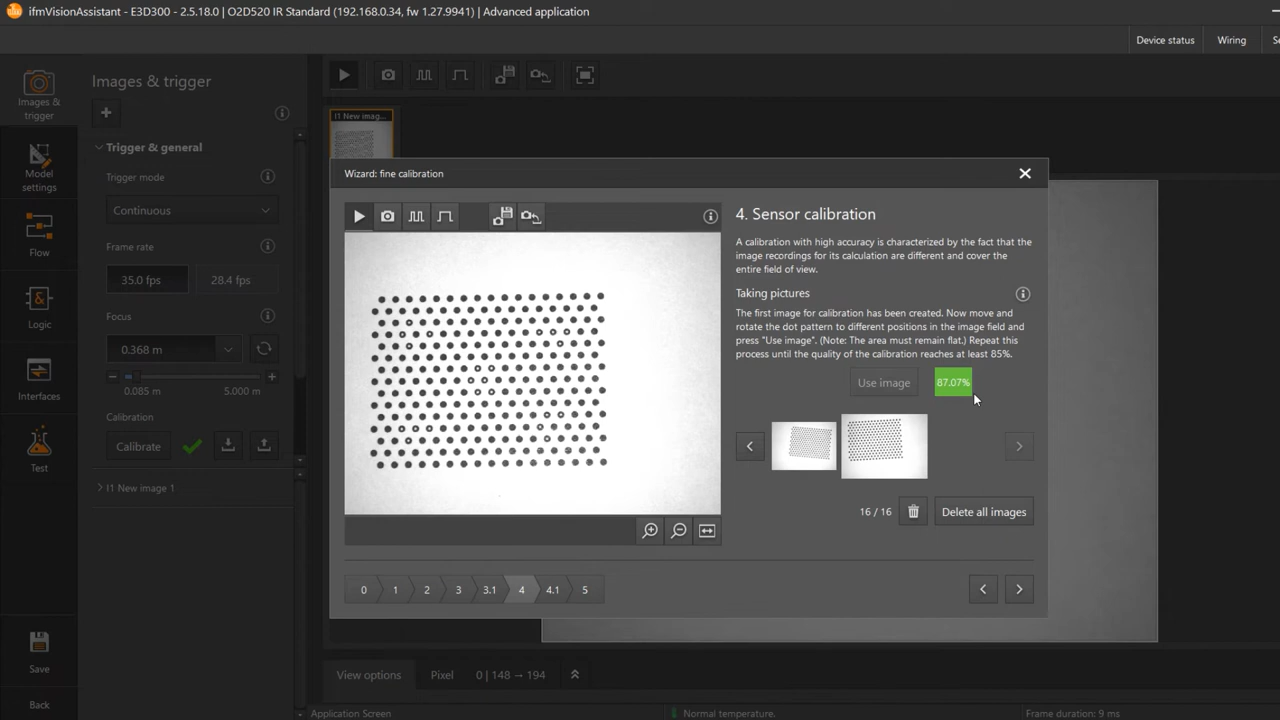 ifmVisionAssistant - E3D300 - 2.5.18.0 | O2D520 IR Standard (192.168.0.34, fw 1.27.9941) | Advanced application
Device status
Wiring
Images & trigger
Images & trigger
Model settings
Flow
Logic
Interfaces
Test
Save
Back
Trigger & general
Trigger mode
Continuous
Frame rate
35.0 fps
28.4 fps
Focus
0.368 m
0.085 m
5.000 m
Calibration
Calibrate
I1 New image 1
I1 New imag...
Wizard: fine calibration
4. Sensor calibration
A calibration with high accuracy is characterized by the fact that the
image recordings for its calculation are different and cover the
entire field of view.
Taking pictures
The first image for calibration has been created. Now move and
rotate the dot pattern to different positions in the image field and
press "Use image". (Note: The area must remain flat.) Repeat this
process until the quality of the calibration reaches at least 85%.
Use image
87.07%
16 / 16
Delete all images
0
1
2
3
3.1
4
4.1
5
View options
Pixel
0 | 148 → 194
Application Screen
Normal temperature.
Frame duration: 9 ms